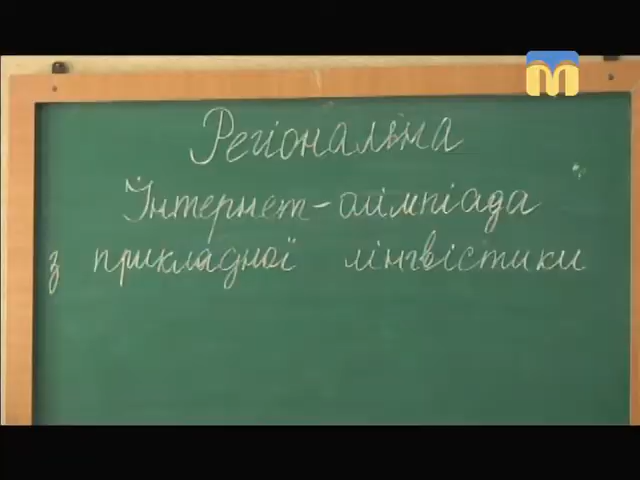 Регіональна
Інтернет-олімпіада
з прикладної лінгвістики